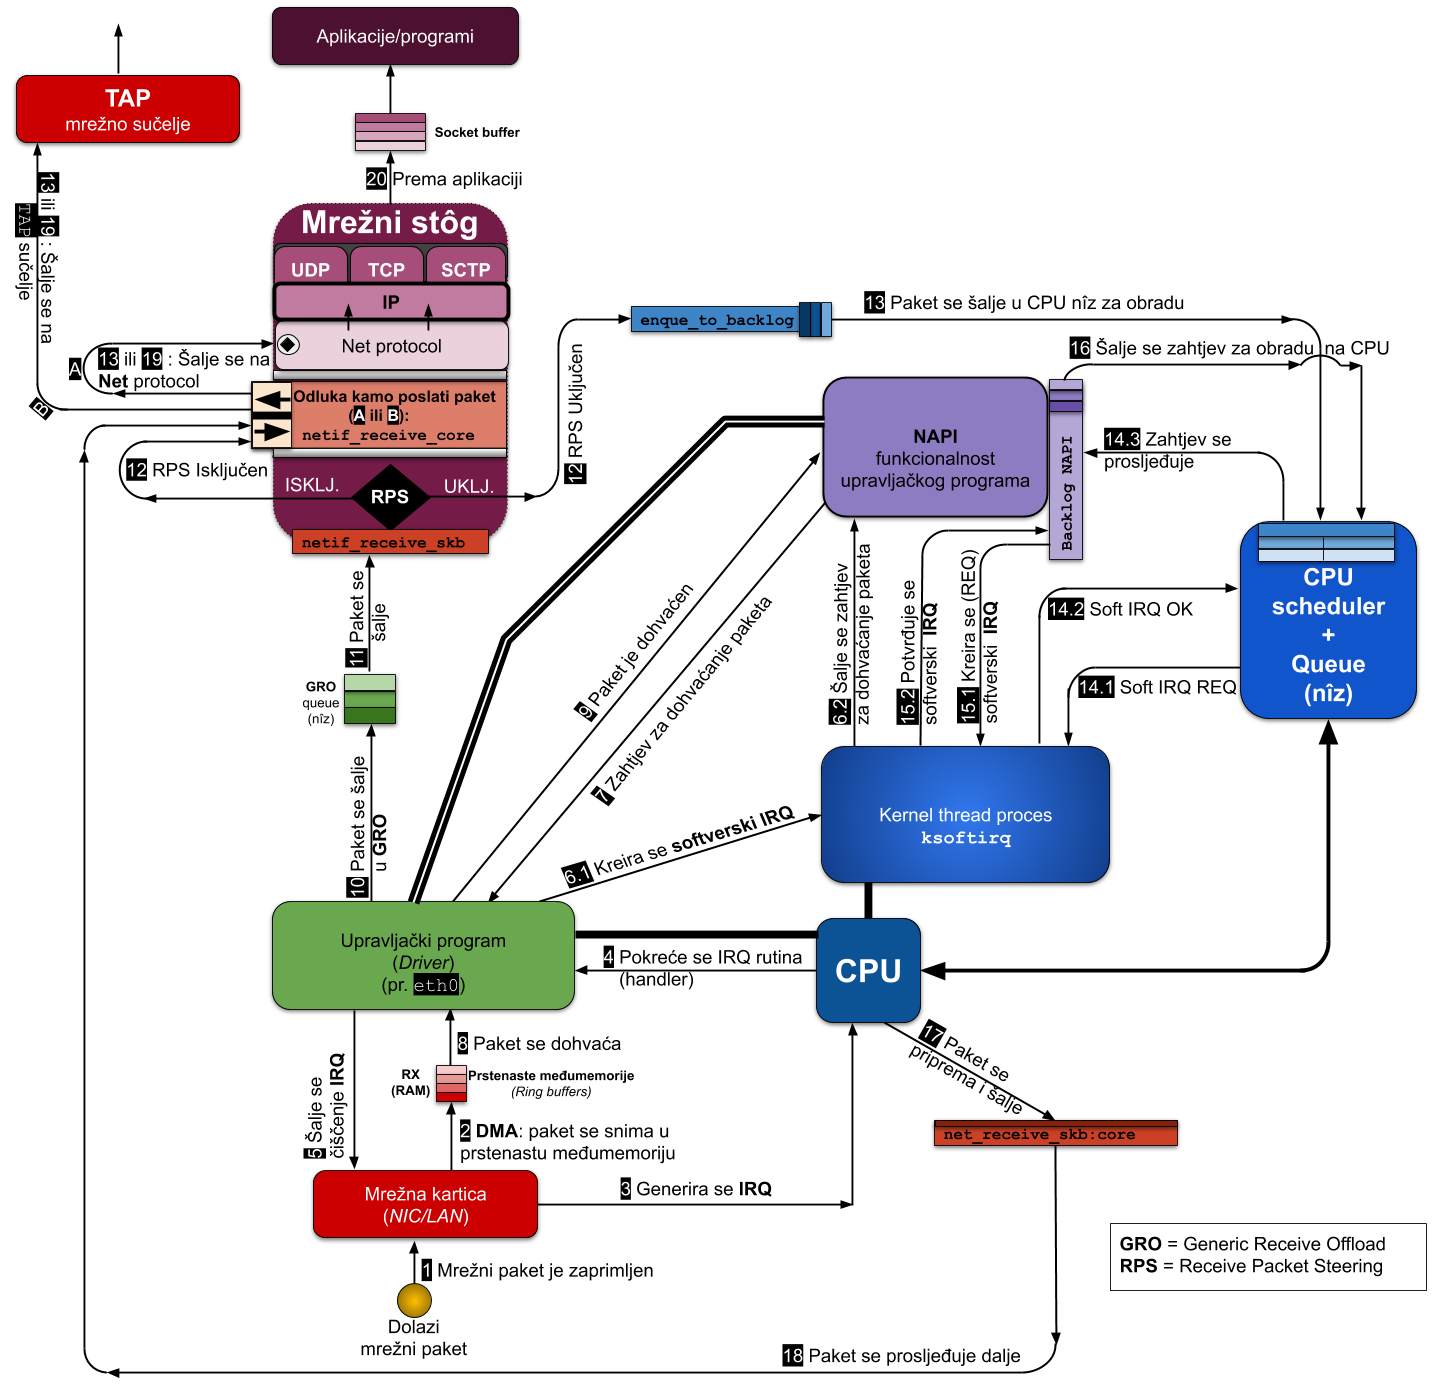 Aplikacije/programi
TAP
mrežno sučelje
Socket buffer
20 Prema aplikaciji
13 ili 19 : Šalje se na
TAP sučelje
Mrežni stôg
UDP
TCP
SCTP
IP
Net protocol
A
13 ili 19 : Šalje se na
Net protocol
B
Odluka kamo poslati paket
(A ili B):
netif_receive_core
12 RPS Isključen
ISKLJ.
RPS
UKLJ.
netif_receive_skb
12 RPS Uključen
enque_to_backlog
13 Paket se šalje u CPU nîz za obradu
16 Šalje se zahtjev za obradu na CPU
NAPI
funkcionalnost
upravljačkog programa
Backlog NAPI
14.3 Zahtjev se
prosljeđuje
CPU
scheduler
+
Queue
(nîz)
14.2 Soft IRQ OK
14.1 Soft IRQ REQ
6.2 Šalje se zahtjev
za dohvaćanje paketa
15.2 Potvrđuje se
softverski IRQ
15.1 Kreira se (REQ)
softverski IRQ
11 Paket se
šalje
GRO
queue
(nîz)
10 Paket se šalje
u GRO
9 Paket je dohvaćen
7 Zahtjev za dohvaćanje paketa
6.1 Kreira se softverski IRQ
Kernel thread proces
ksoftirq
Upravljački program
(Driver)
(pr. eth0)
4 Pokreće se IRQ rutina
(handler)
CPU
5 Šalje se
čiščenje IRQ
8 Paket se dohvaća
RX
(RAM)
Prstenaste međumemorije
(Ring buffers)
2 DMA: paket se snima u
prstenastu međumemoriju
17 Paket se
priprema i šalje
net_receive_skb:core
Mrežna kartica
(NIC/LAN)
3 Generira se IRQ
1 Mrežni paket je zaprimljen
Dolazi
mrežni paket
18 Paket se prosljeđuje dalje
GRO = Generic Receive Offload
RPS = Receive Packet Steering